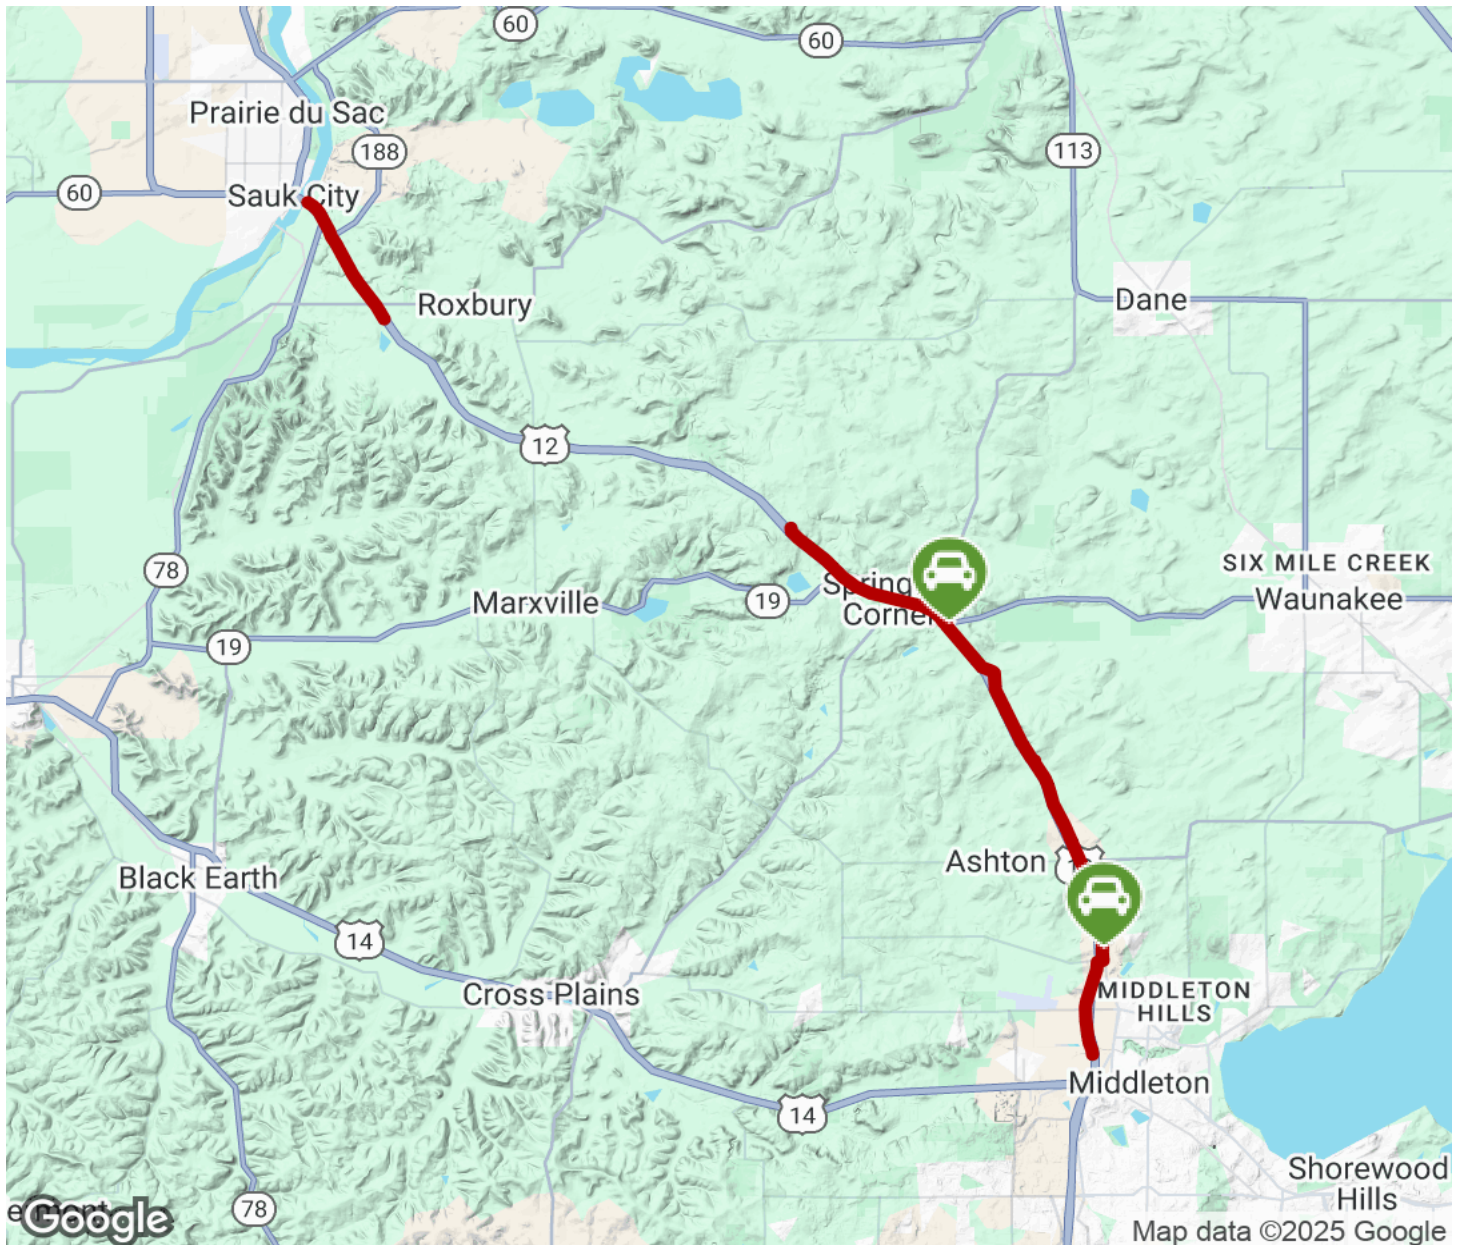 60
60
Prairie du Sac
188
113
60
Sauk City
Dane
Roxbury
12
78
SIX MILE CREEK
Spring
Corner
Marxville
19
Waunakee
19
Ashton
Black Earth
14
Cross Plains
MIDDLETON
HILLS
Middleton
14
Shorewood
Hills
78
Google
Map data ©2025 Google